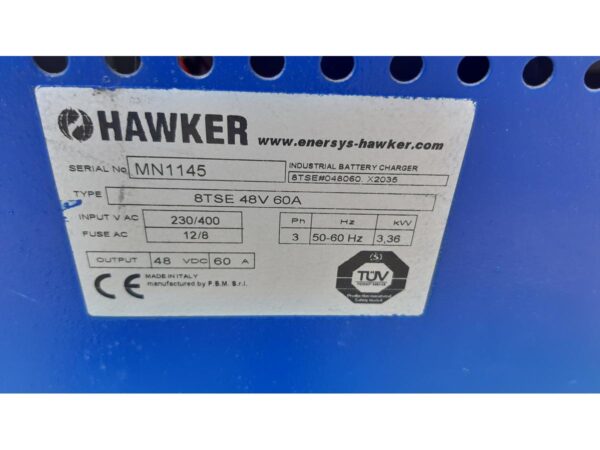 HAWKER www.enersys-hawker.com
SERIAL No. MN1145 INDUSTRIAL BATTERY CHARGER
8TSE#048060. X2035
TYPE 8TSE 48V 60A
INPUT V AC 230/400 Ph Hz kW
FUSE AC 12/8 3 50-60 Hz 3,36
OUTPUT 48 VDC 60 A
CE MADE IN ITALY
manufactured by P.B.M. S.r.l.
TÜV